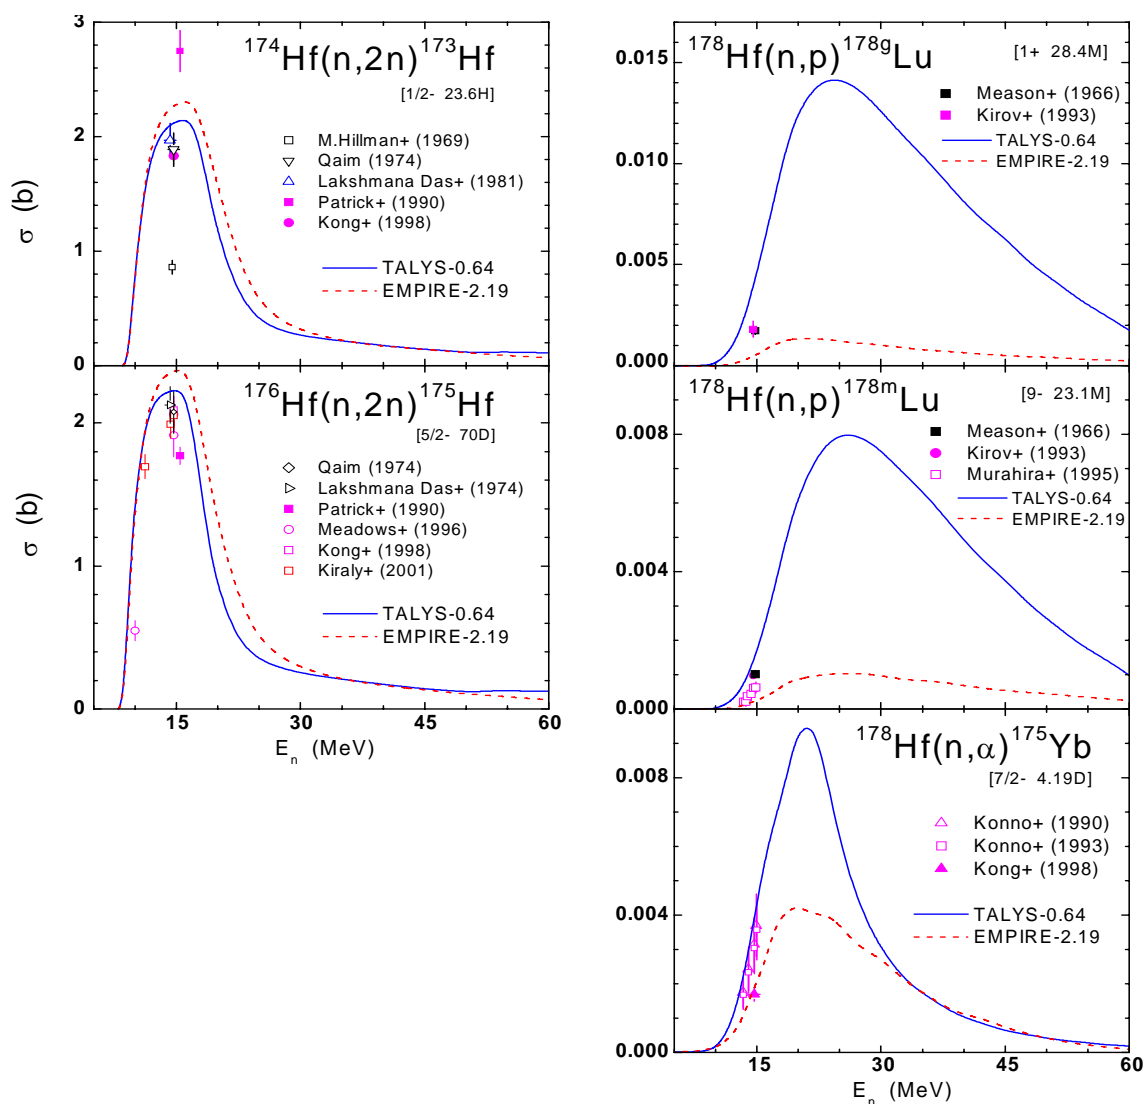 174Hf(n,2n)173Hf
[1/2- 23.6H]
M.Hillman+ (1969)
Qaim (1974)
Lakshmana Das+ (1981)
Patrick+ (1990)
Kong+ (1998)
TALYS-0.64
EMPIRE-2.19
3
2
1
0
σ (b)
176Hf(n,2n)175Hf
[5/2- 70D]
Qaim (1974)
Lakshmana Das+ (1974)
Patrick+ (1990)
Meadows+ (1996)
Kong+ (1998)
Kiraly+ (2001)
TALYS-0.64
EMPIRE-2.19
2
1
0
σ (b)
15 30 45 60
E_n (MeV)
178Hf(n,p)178gLu
[1+ 28.4M]
Meason+ (1966)
Kirov+ (1993)
TALYS-0.64
EMPIRE-2.19
0.015
0.010
0.005
0.000
178Hf(n,p)178mLu
[9- 23.1M]
Meason+ (1966)
Kirov+ (1993)
Murahira+ (1995)
TALYS-0.64
EMPIRE-2.19
0.008
0.004
0.000
178Hf(n,α)175Yb
[7/2- 4.19D]
Konno+ (1990)
Konno+ (1993)
Kong+ (1998)
TALYS-0.64
EMPIRE-2.19
0.008
0.004
0.000
15 30 45 60
E_n (MeV)